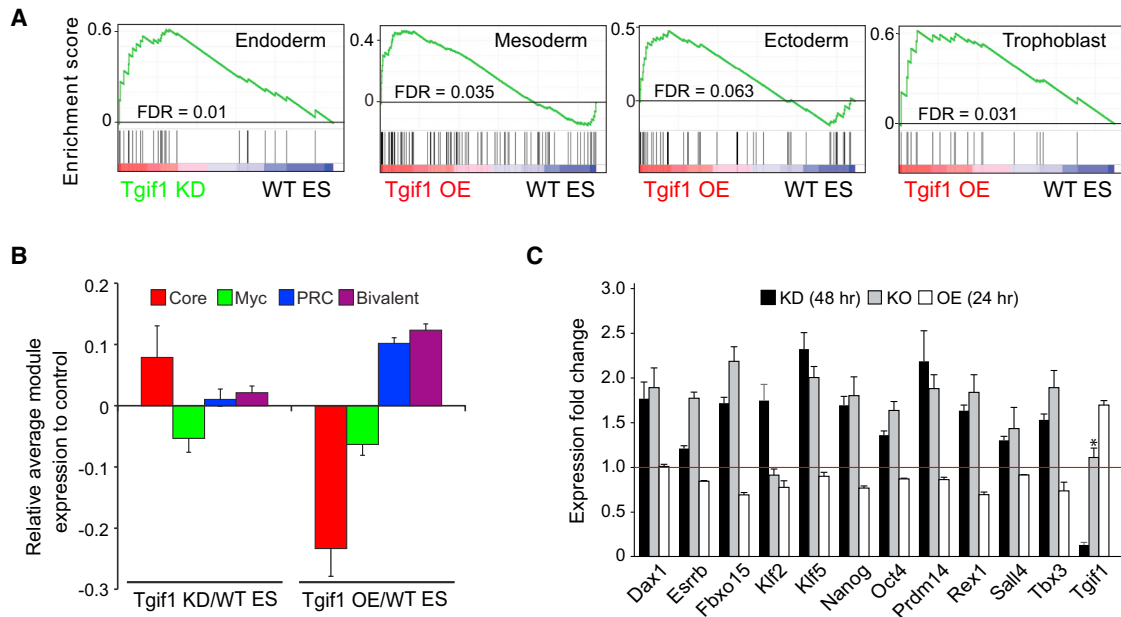 A
Enrichment score
0.6
0
Endoderm
FDR = 0.01
Tgif1 KD
WT ES
0.4
0
Mesoderm
FDR = 0.035
Tgif1 OE
WT ES
0.5
0
Ectoderm
FDR = 0.063
Tgif1 OE
WT ES
0.6
0
Trophoblast
FDR = 0.031
Tgif1 OE
WT ES
B
Relative average module
expression to control
0.2
0.1
0
-0.1
-0.2
-0.3
Core Myc PRC Bivalent
Tgif1 KD/WT ES
Tgif1 OE/WT ES
C
Expression fold change
3.0
2.5
2.0
1.5
1.0
0.5
0
KD (48 hr) KO OE (24 hr)
*
Dax1
Esrrb
Fbxo15
Klf2
Klf5
Nanog
Oct4
Prdm14
Rex1
Sall4
Tbx3
Tgif1